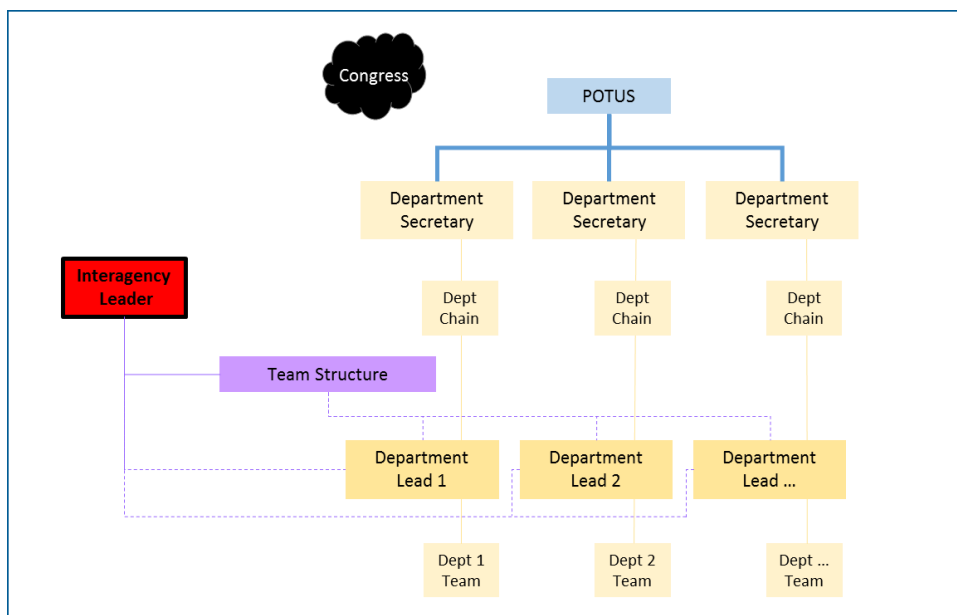 Congress
POTUS
Department
Secretary
Department
Secretary
Department
Secretary
Interagency
Leader
Dept
Chain
Dept
Chain
Dept
Chain
Team Structure
Department
Lead 1
Department
Lead 2
Department
Lead ...
Dept 1
Team
Dept 2
Team
Dept ...
Team